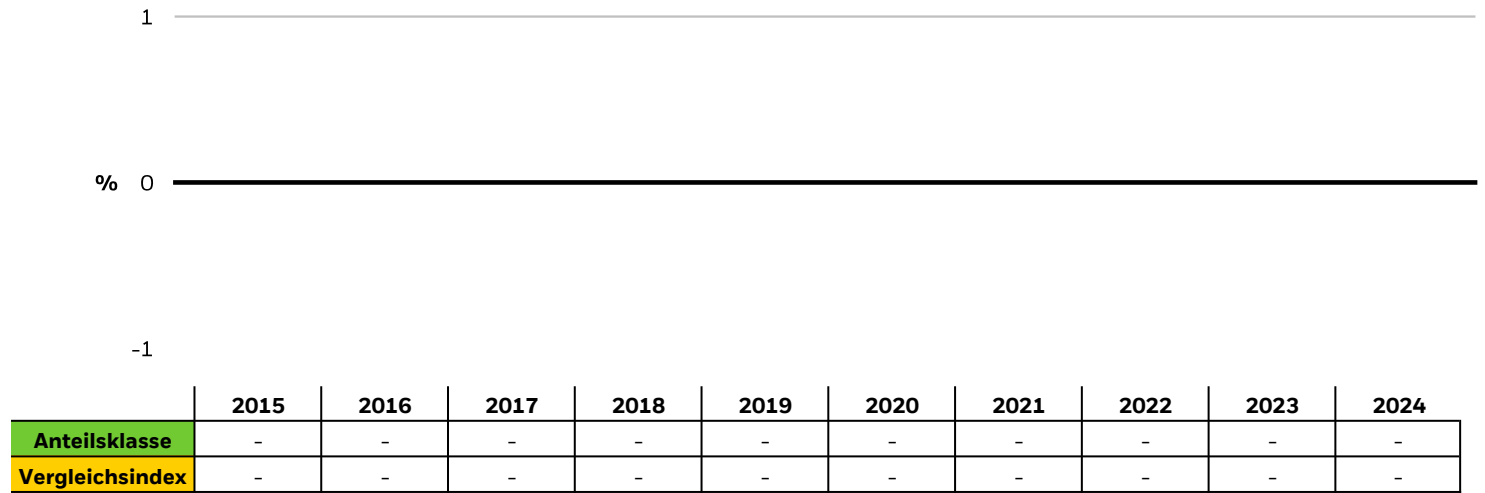 1
% 0
-1
2015 2016 2017 2018 2019 2020 2021 2022 2023 2024
Anteilsklasse - - - - - - - - - -
Vergleichsindex - - - - - - - - - -